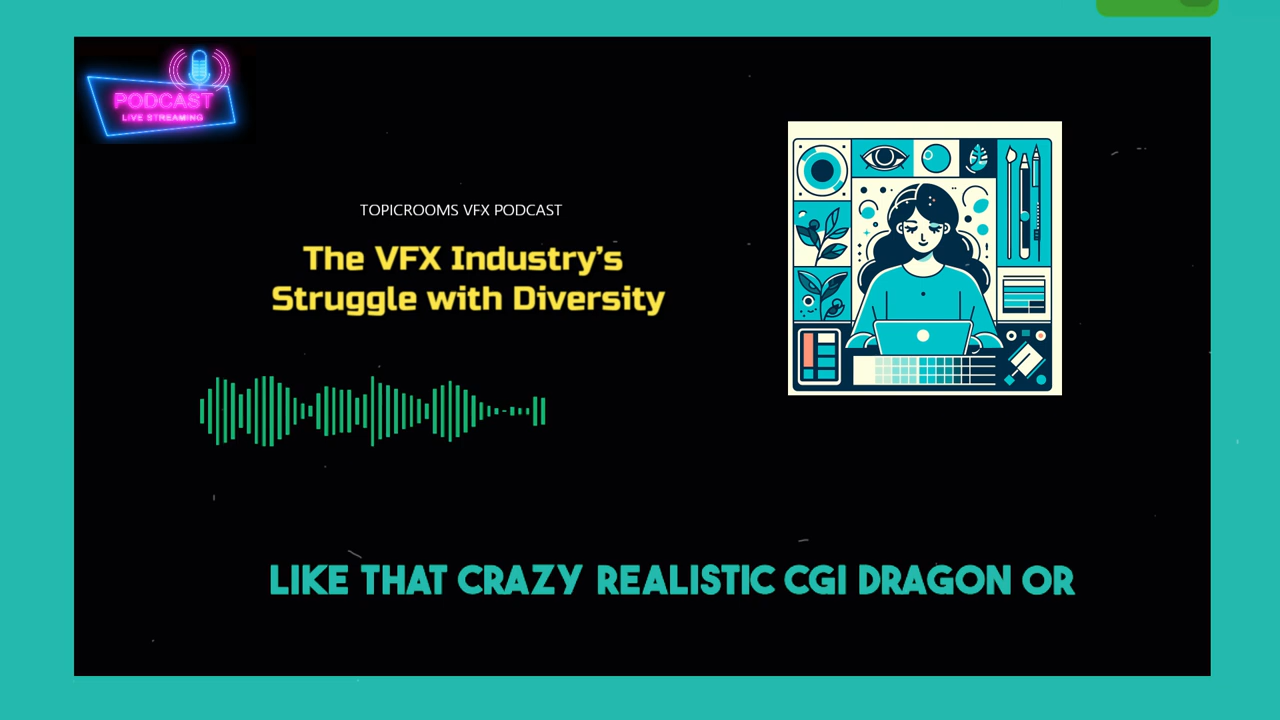 PODCAST
LIVE STREAMING
TOPICROOMS VFX PODCAST
The VFX Industry’s
Struggle with Diversity
LIKE THAT CRAZY REALISTIC CGI DRAGON OR